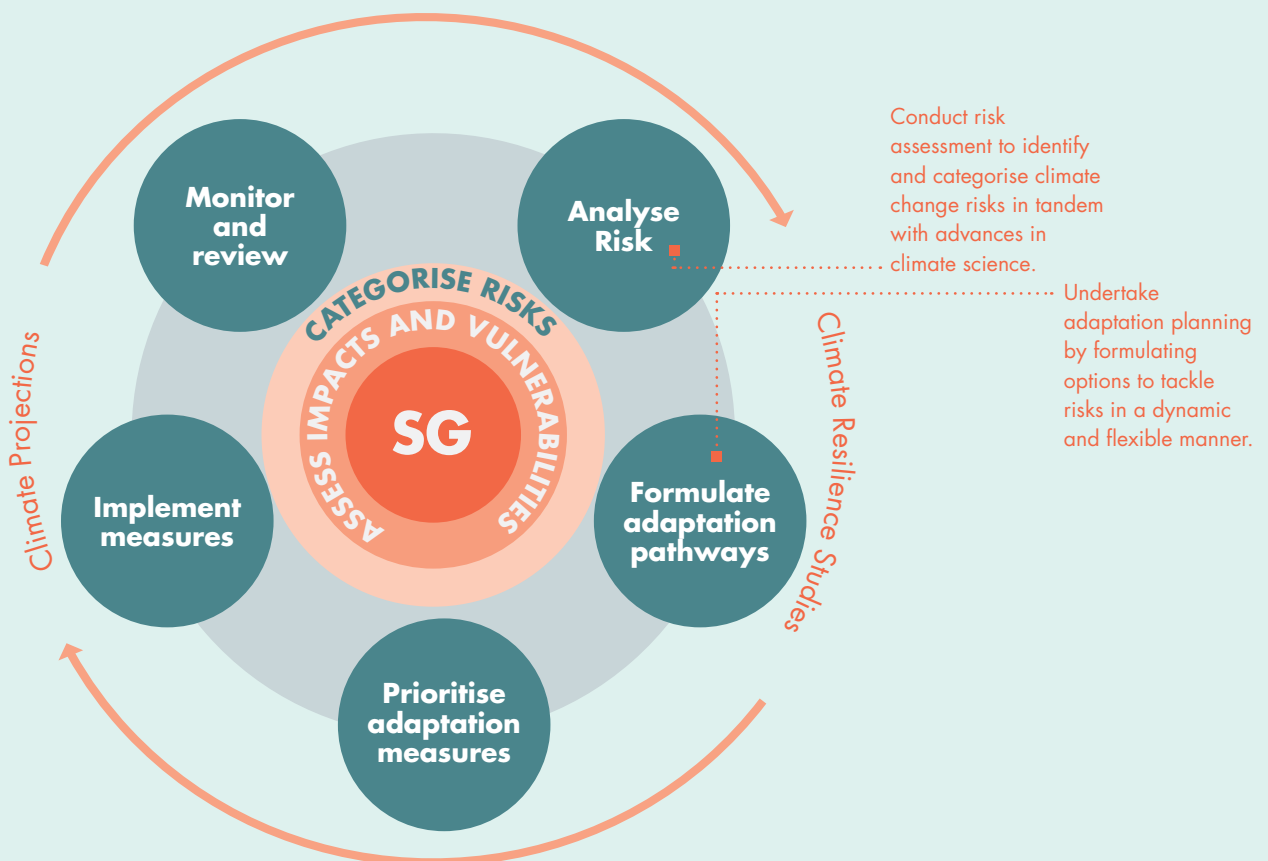 Monitor
and
review
Analyse
Risk
Conduct risk
assessment to identify
and categorise climate
change risks in tandem
with advances in
climate science.
Undertake
adaptation planning
by formulating
options to tackle
risks in a dynamic
and flexible manner.
CATEGORISE RISKS
ASSESS IMPACTS AND VULNERABILITIES
SG
Climate Projections
Climate Resilience Studies
Implement
measures
Formulate
adaptation
pathways
Prioritise
adaptation
measures